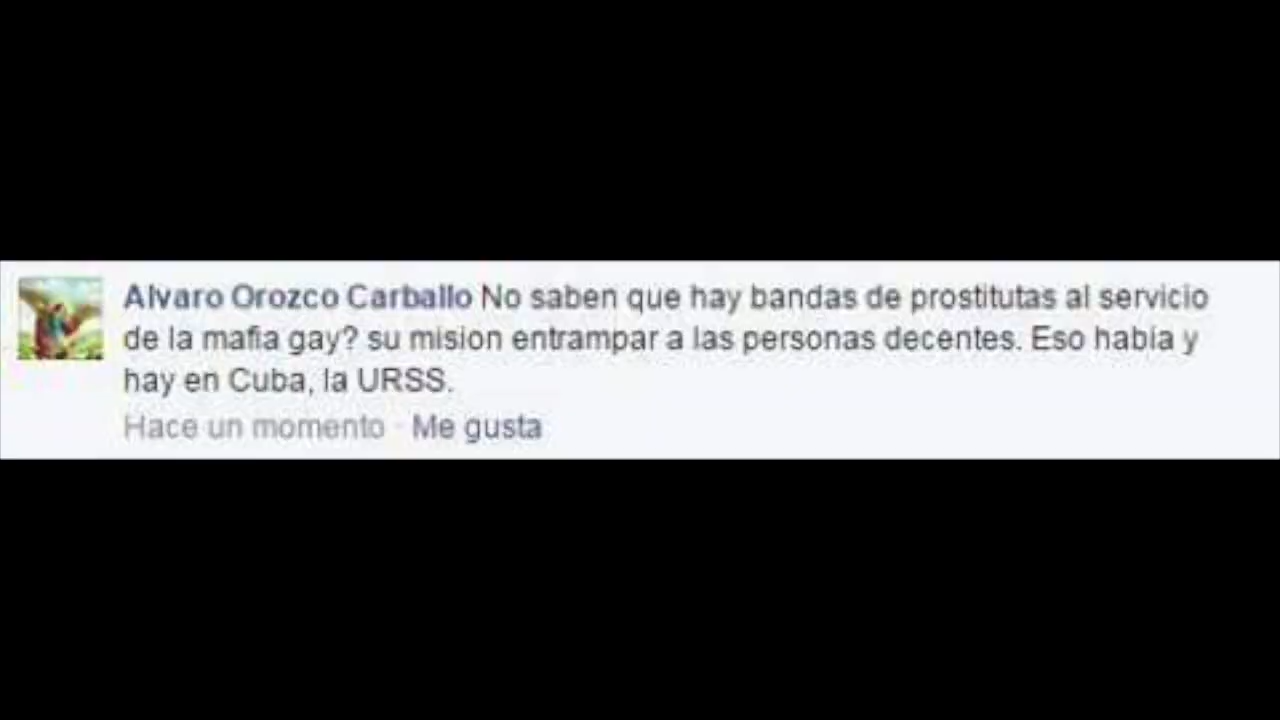 Alvaro Orozco Carballo No saben que hay bandas de prostitutas al servicio
de la mafia gay? su mision entrampar a las personas decentes. Eso había y
hay en Cuba, la URSS.
Hace un momento · Me gusta